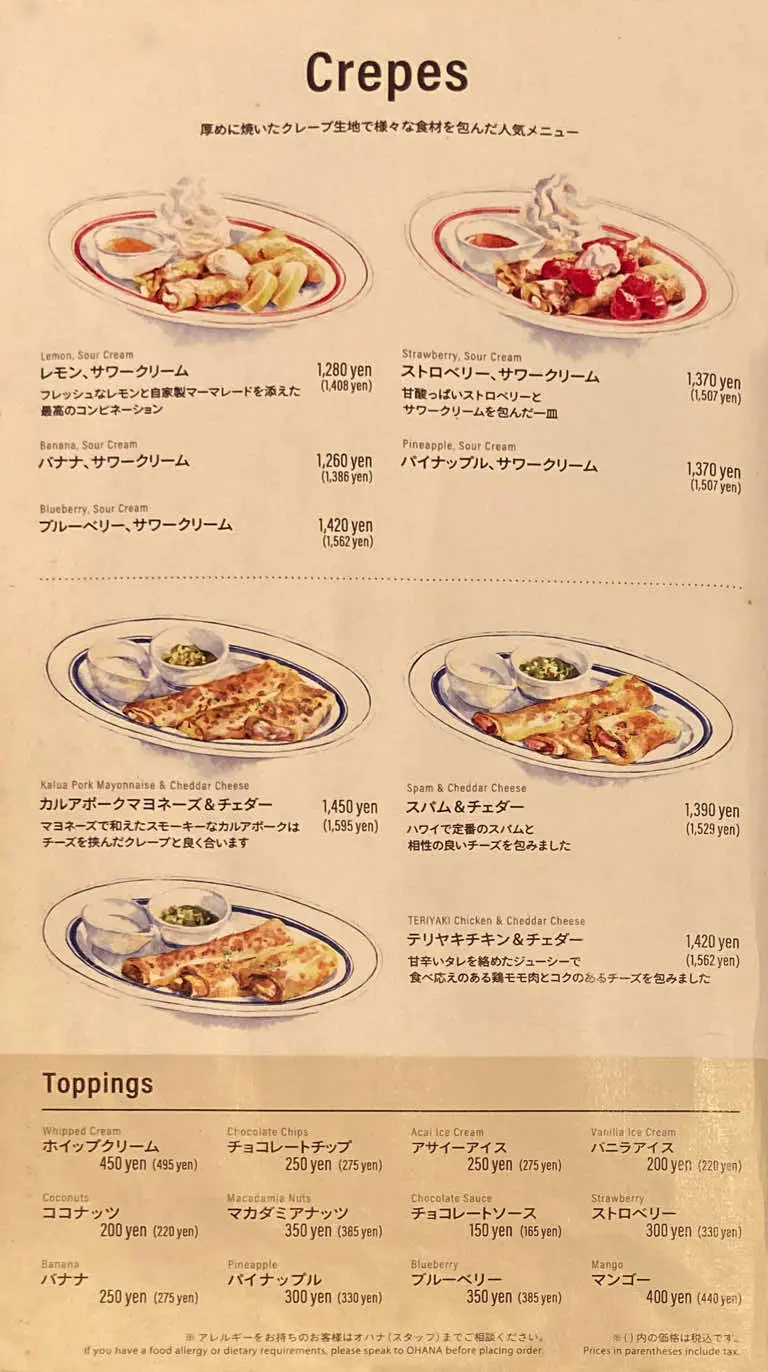 Crepes
厚めに焼いたクレープ生地で様々な食材を包んだ人気メニュー
Lemon, Sour Cream
レモン、サワークリーム 1,280 yen
(1,408 yen)
フレッシュなレモンと自家製マーマレードを添えた
最高のコンビネーション
Strawberry, Sour Cream
ストロベリー、サワークリーム 1,370 yen
(1,507 yen)
甘酸っぱいストロベリーと
サワークリームを包んだ一皿
Banana, Sour Cream
バナナ、サワークリーム 1,260 yen
(1,386 yen)
Pineapple, Sour Cream
パイナップル、サワークリーム 1,370 yen
(1,507 yen)
Blueberry, Sour Cream
ブルーベリー、サワークリーム 1,420 yen
(1,562 yen)
Kalua Pork Mayonnaise & Cheddar Cheese
カルアポークマヨネーズ&チェダー 1,450 yen
マヨネーズで和えたスモーキーなカルアポークは (1,595 yen)
チーズを挟んだクレープと良く合います
Spam & Cheddar Cheese
スパム&チェダー 1,390 yen
ハワイで定番のスパムと (1,529 yen)
相性の良いチーズを包みました
TERIYAKI Chicken & Cheddar Cheese
テリヤキチキン&チェダー 1,420 yen
甘辛いタレを絡めたジューシーで (1,562 yen)
食べ応えのある鶏モモ肉とコクのあるチーズを包みました
Toppings
Whipped Cream
ホイップクリーム
450 yen (495 yen)
Chocolate Chips
チョコレートチップ
250 yen (275 yen)
Acai Ice Cream
アサイーアイス
250 yen (275 yen)
Vanilla Ice Cream
バニラアイス
200 yen (220 yen)
Coconuts
ココナッツ
200 yen (220 yen)
Macadamia Nuts
マカダミアナッツ
350 yen (385 yen)
Chocolate Sauce
チョコレートソース
150 yen (165 yen)
Strawberry
ストロベリー
300 yen (330 yen)
Banana
バナナ
250 yen (275 yen)
Pineapple
パイナップル
300 yen (330 yen)
Blueberry
ブルーベリー
350 yen (385 yen)
Mango
マンゴー
400 yen (440 yen)
※ アレルギーをお持ちのお客様はオハナ(スタッフ)までご相談ください。
If you have a food allergy or dietary requirements, please speak to OHANA before placing order.
※( )内の価格は税込です。
Prices in parentheses include tax.